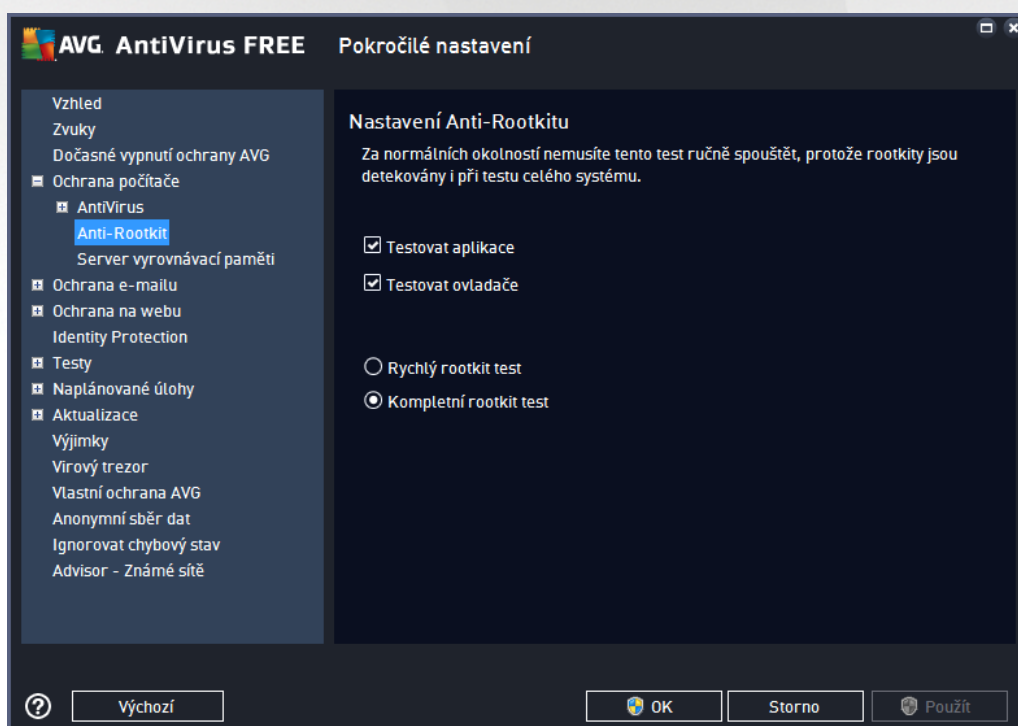 AVG. AntiVirus FREE Pokročilé nastavení
Vzhled
Zvuky
Dočasné vypnutí ochrany AVG
Ochrana počítače
AntiVirus
Anti-Rootkit
Server vyrovnávací paměti
Ochrana e-mailu
Ochrana na webu
Identity Protection
Testy
Naplánované úlohy
Aktualizace
Výjimky
Virový trezor
Vlastní ochrana AVG
Anonymní sběr dat
Ignorovat chybový stav
Advisor - Známé sítě
Nastavení Anti-Rootkitu
Za normálních okolností nemusíte tento test ručně spouštět, protože rootkity jsou
detekovány i při testu celého systému.
Testovat aplikace
Testovat ovladače
Rychlý rootkit test
Kompletní rootkit test
? Výchozí OK Storno Použít